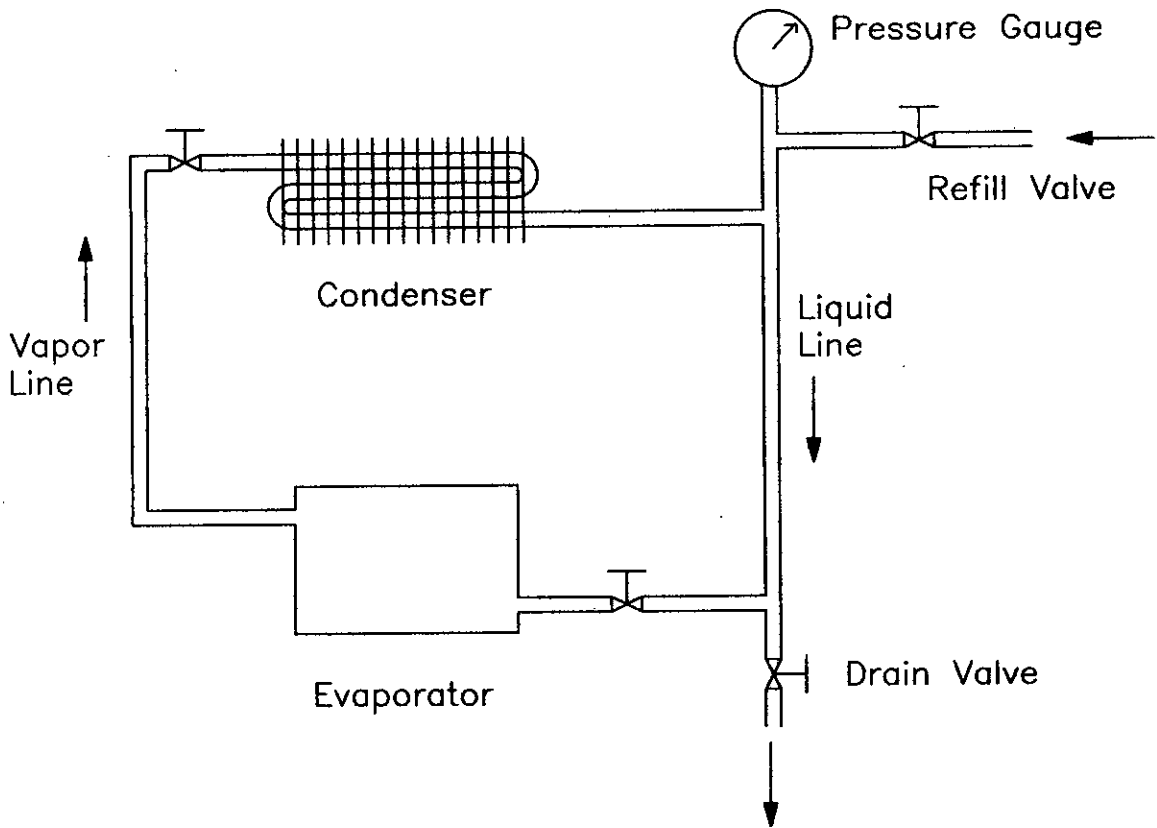 Pressure Gauge
Refill Valve
Condenser
Liquid
Line
Vapor
Line
Drain Valve
Evaporator